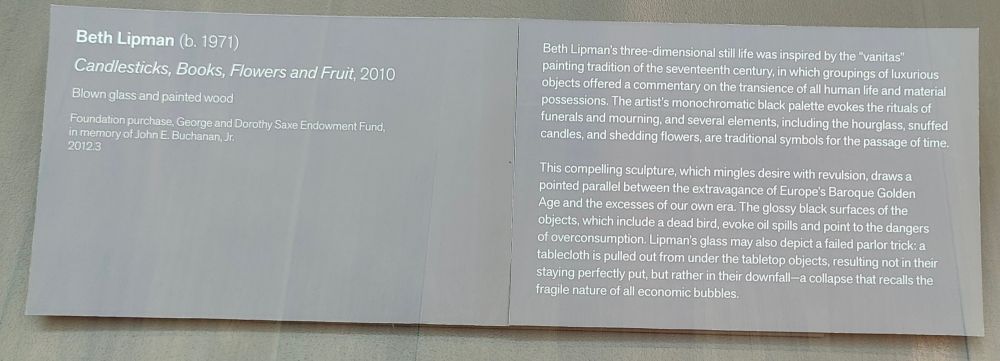 Beth Lipman (b. 1971)
Candlesticks, Books, Flowers and Fruit, 2010
Blown glass and painted wood
Foundation purchase, George and Dorothy Saxe Endowment Fund,
in memory of John E. Buchanan, Jr.
2012.3
Beth Lipman's three-dimensional still life was inspired by the "vanitas"
painting tradition of the seventeenth century, in which groupings of luxurious
objects offered a commentary on the transience of all human life and material
possessions. The artist's monochromatic black palette evokes the rituals of
funerals and mourning, and several elements, including the hourglass, snuffed
candles, and shedding flowers, are traditional symbols for the passage of time.
This compelling sculpture, which mingles desire with revulsion, draws a
pointed parallel between the extravagance of Europe's Baroque Golden
Age and the excesses of our own era. The glossy black surfaces of the
objects, which include a dead bird, evoke oil spills and point to the dangers
of overconsumption. Lipman's glass may also depict a failed parlor trick: a
tablecloth is pulled out from under the tabletop objects, resulting not in their
staying perfectly put, but rather in their downfall—a collapse that recalls the
fragile nature of all economic bubbles.